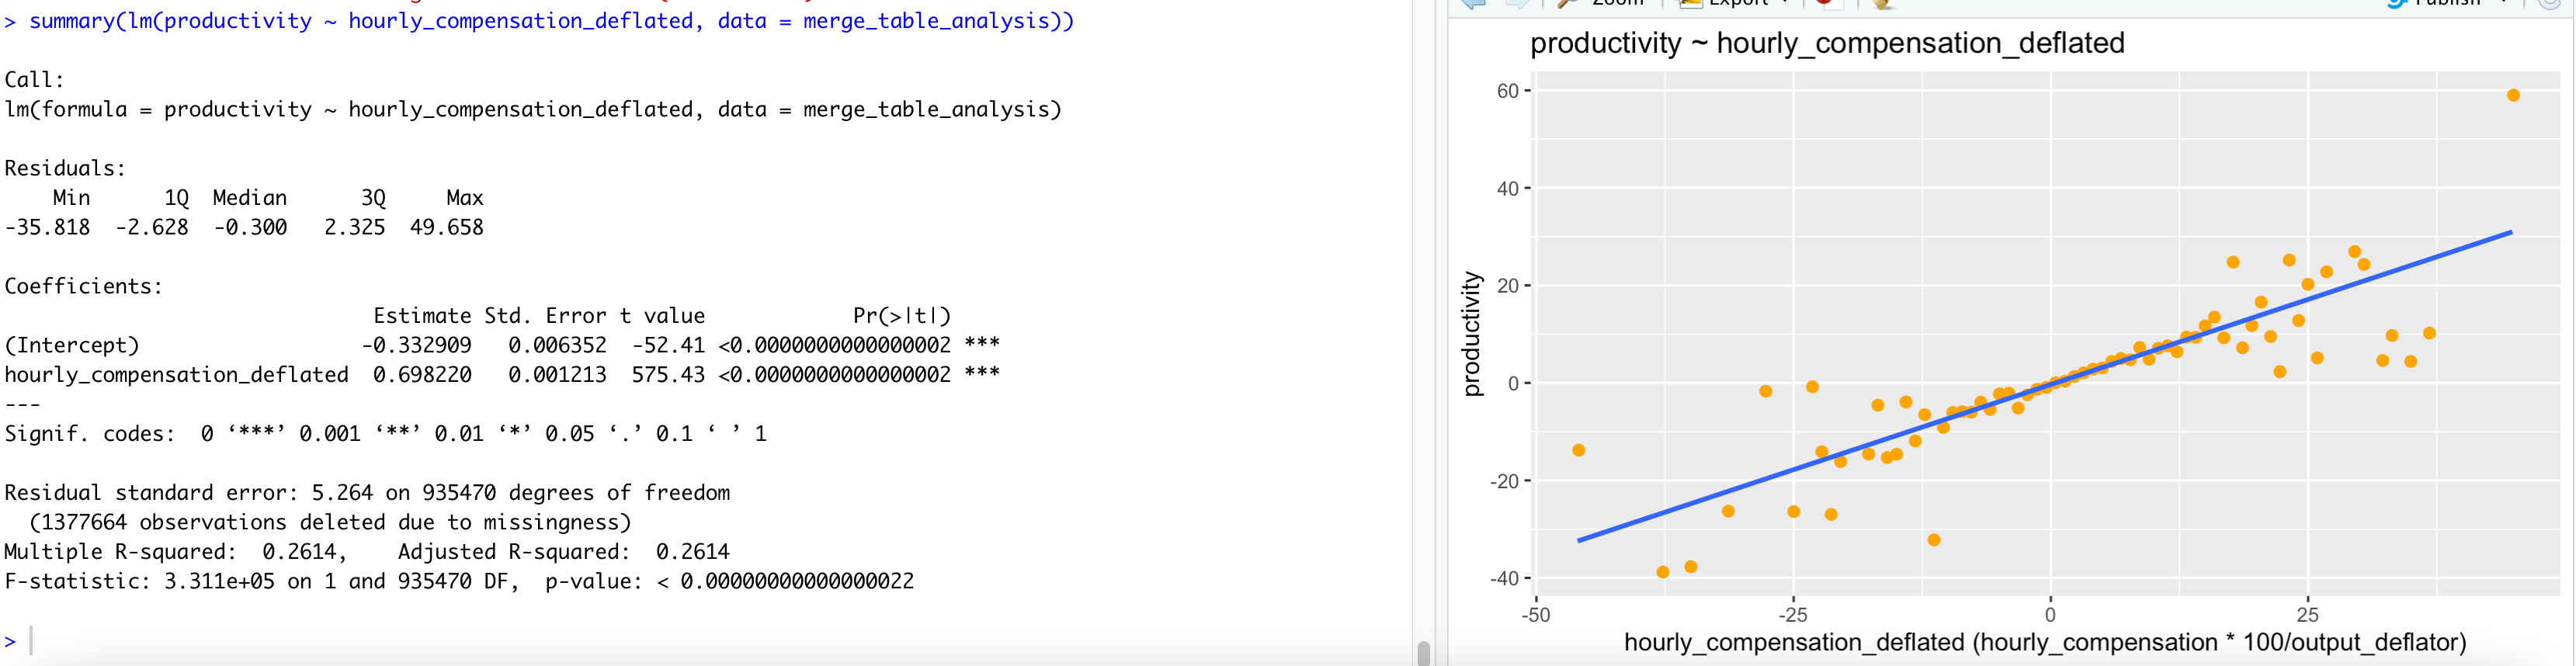 > summary(lm(productivity ~ hourly_compensation_deflated, data = merge_table_analysis))
Call:
lm(formula = productivity ~ hourly_compensation_deflated, data = merge_table_analysis)
Residuals:
    Min      1Q  Median      3Q     Max
-35.818  -2.628  -0.300   2.325  49.658
Coefficients:
                              Estimate Std. Error t value            Pr(>|t|)
(Intercept)                  -0.332909   0.006352  -52.41 <0.0000000000000002 ***
hourly_compensation_deflated  0.698220   0.001213  575.43 <0.0000000000000002 ***
---
Signif. codes:  0 ‘***’ 0.001 ‘**’ 0.01 ‘*’ 0.05 ‘.’ 0.1 ‘ ’ 1
Residual standard error: 5.264 on 935470 degrees of freedom
  (1377664 observations deleted due to missingness)
Multiple R-squared:  0.2614,    Adjusted R-squared:  0.2614
F-statistic: 3.311e+05 on 1 and 935470 DF,  p-value: < 0.00000000000000022
>
Zoom Export Publish
productivity ~ hourly_compensation_deflated
60
40
20
0
-20
-40
productivity
-50 -25 0 25
hourly_compensation_deflated (hourly_compensation * 100/output_deflator)